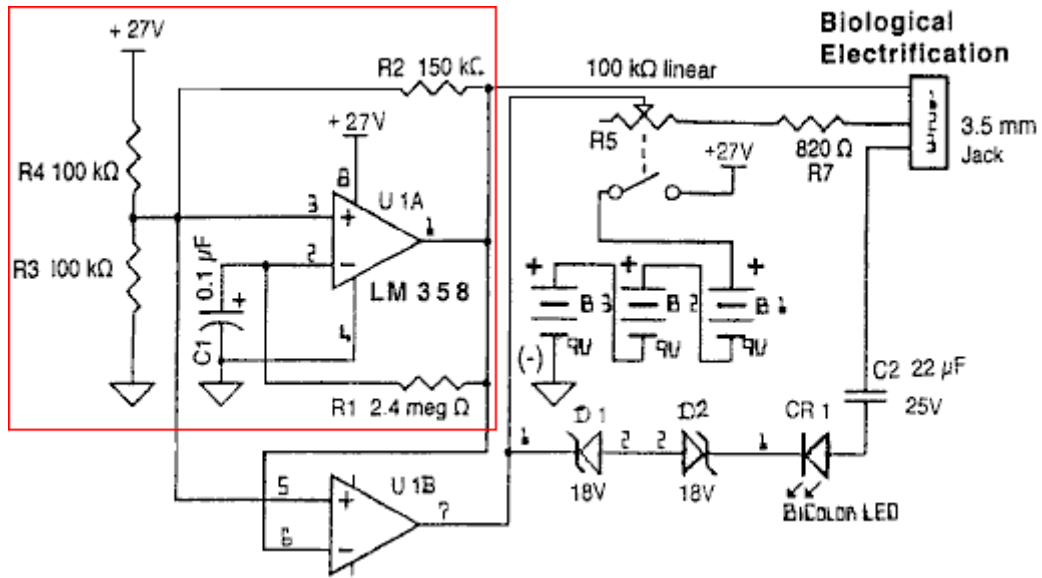 Biological
Electrification
+ 27V
R2 150 kΩ
100 kΩ linear
+27V
R5
+27V
820 Ω
R7
3.5 mm
Jack
R4 100 kΩ
8
U 1A
3
+
1
2
−
LM 358
R3 100 kΩ
0.1 µF
+
C1
4
+
B 3
9V
+
B 2
9V
+
B 1
9V
(-)
R1 2.4 meg Ω
C2 22 µF
25V
D 1
D2
CR 1
1
2
2
1
18V
18V
BiColor LED
U 1B
5
+
7
6
−